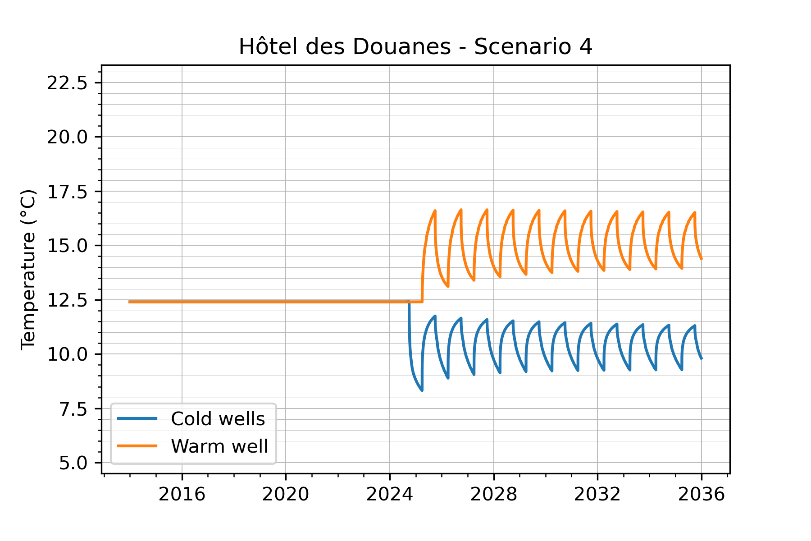 Hôtel des Douanes - Scenario 4
Temperature (°C)
22.5
20.0
17.5
15.0
12.5
10.0
7.5
5.0
Cold wells
Warm well
2016 2020 2024 2028 2032 2036